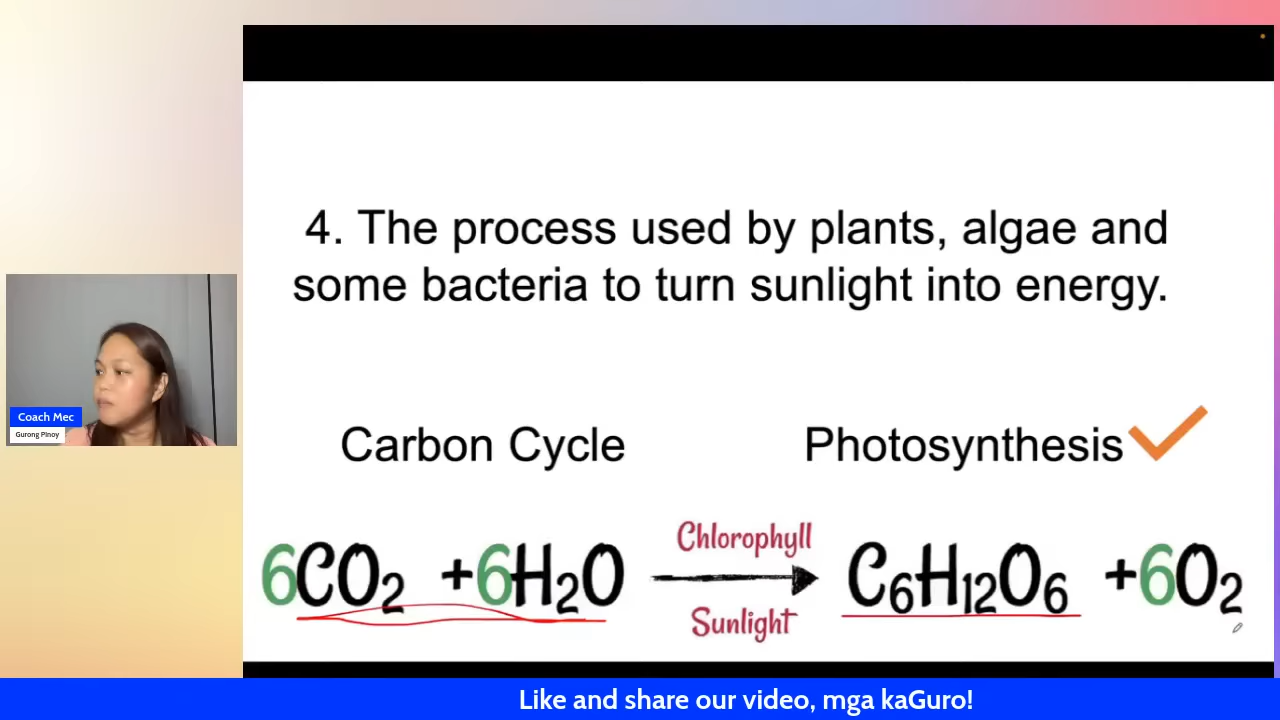 4. The process used by plants, algae and
some bacteria to turn sunlight into energy.
Carbon Cycle
Photosynthesis
Chlorophyll
6CO2 +6H2O
C6H12O6 +6O2
Sunlight
Coach Mec
Gurong Pinoy
Like and share our video, mga kaGuro!